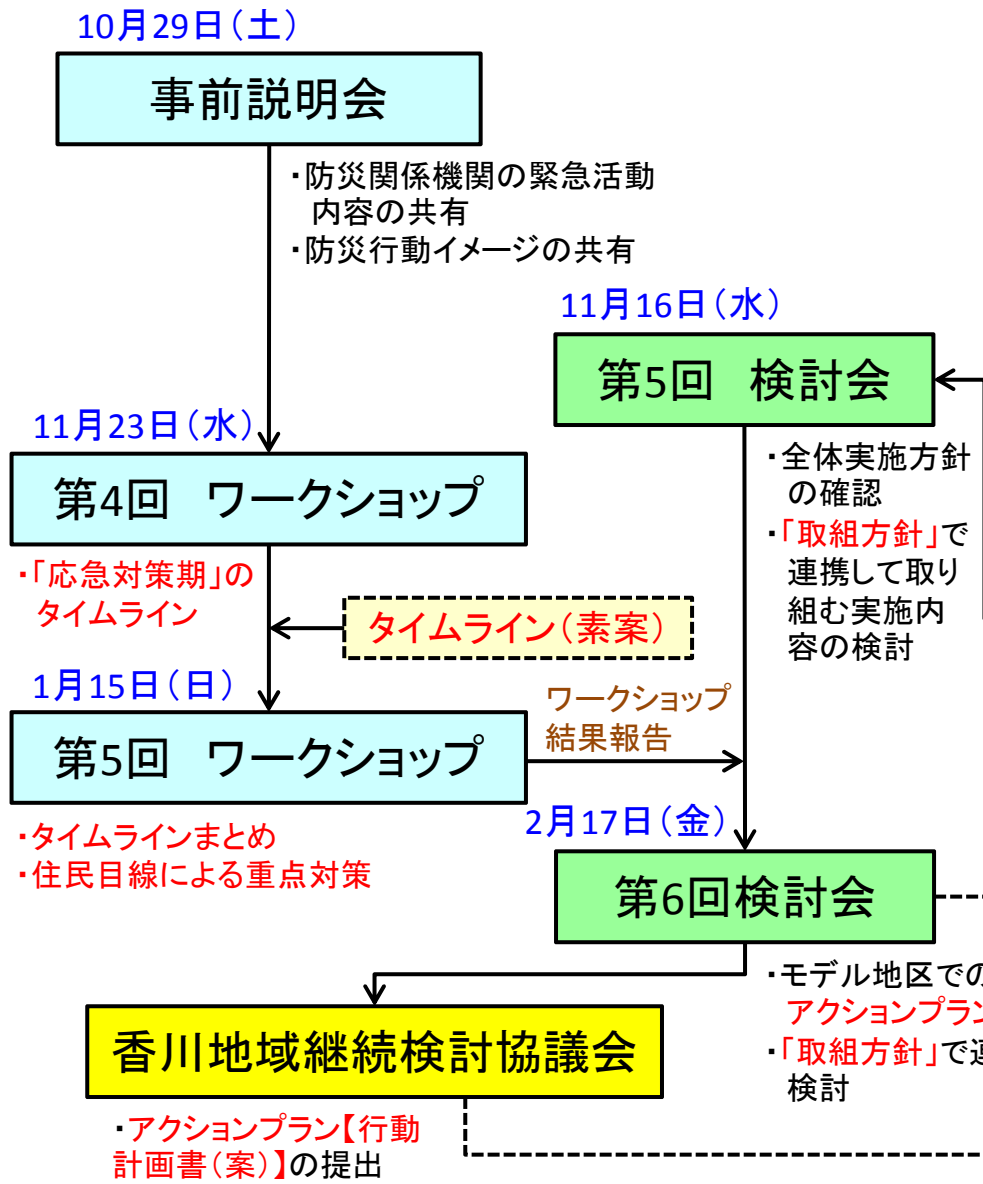 10月29日（土）
事前説明会
・防災関係機関の緊急活動
内容の共有
・防災行動イメージの共有
11月16日（水）
第5回　検討会
・全体実施方針
の確認
・「取組方針」で
連携して取り
組む実施内
容の検討
11月23日（水）
第4回　ワークショップ
・「応急対策期」の
タイムライン
タイムライン（素案）
1月15日（日）
第5回　ワークショップ
ワークショップ
結果報告
・タイムラインまとめ
・住民目線による重点対策
2月17日（金）
第6回検討会
・モデル地区での
アクションプラン
・「取組方針」で連
検討
香川地域継続検討協議会
・アクションプラン【行動
計画書（案）】の提出